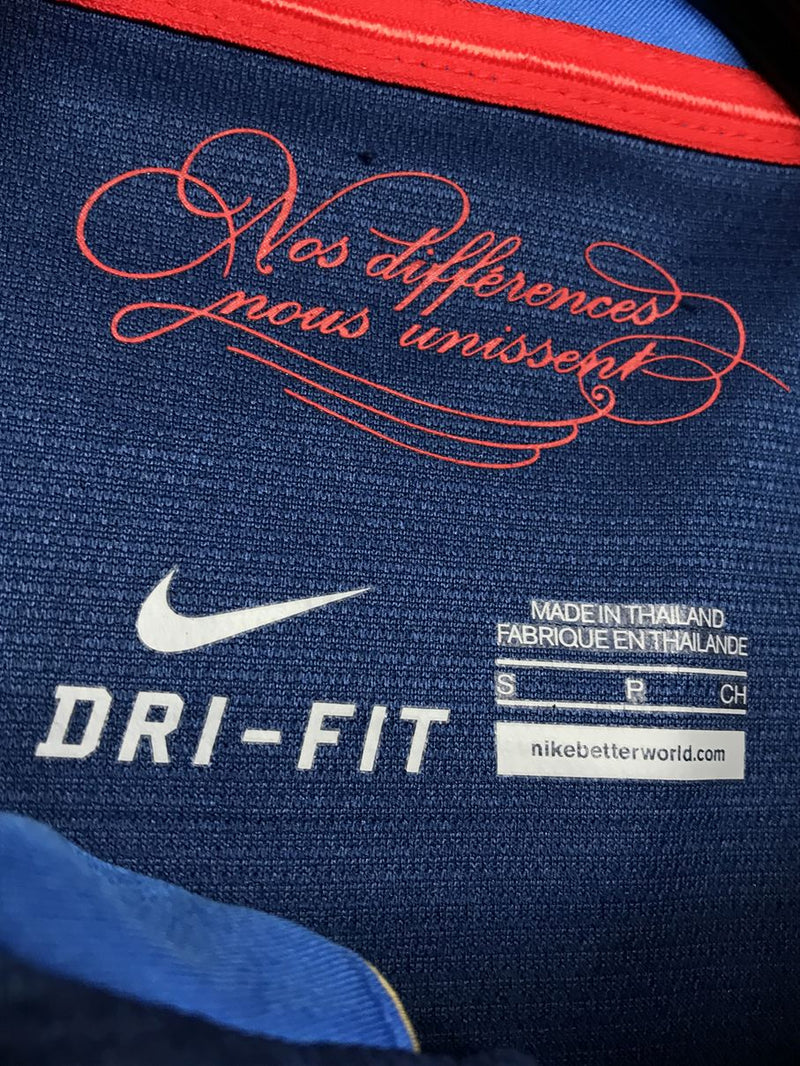 Nos différences
nous unissent
DRI-FIT
MADE IN THAILAND
FABRIQUE EN THAILANDE
S P CH
nikebetterworld.com